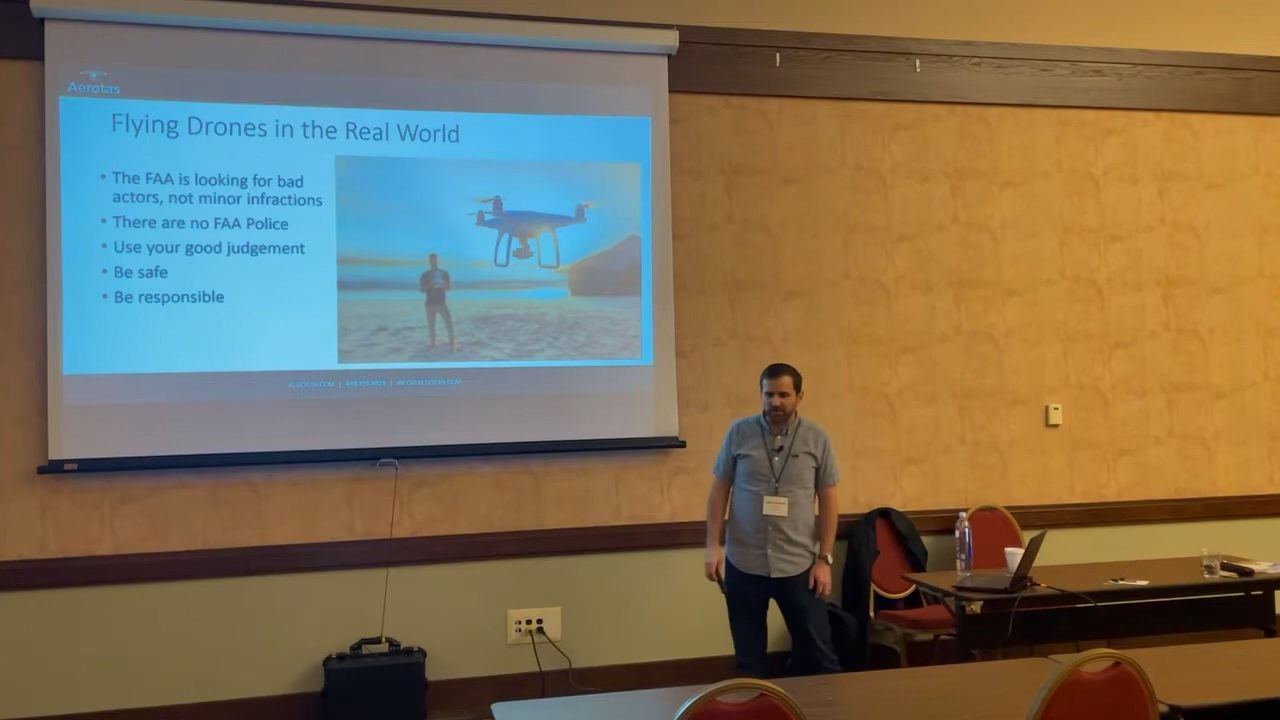 Aerotas
Flying Drones in the Real World
• The FAA is looking for bad
actors, not minor infractions
• There are no FAA Police
• Use your good judgement
• Be safe
• Be responsible